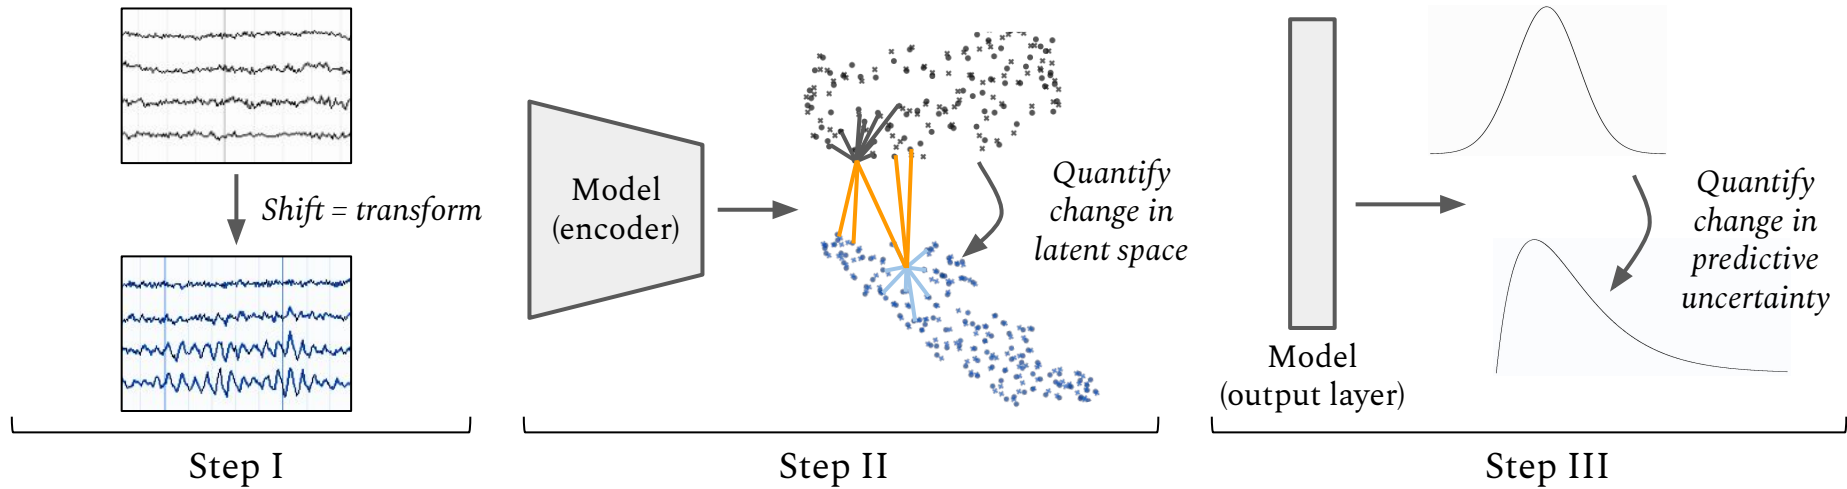 Shift = transform
Model
(encoder)
Quantify
change in
latent space
Model
(output layer)
Quantify
change in
predictive
uncertainty
Step I
Step II
Step III